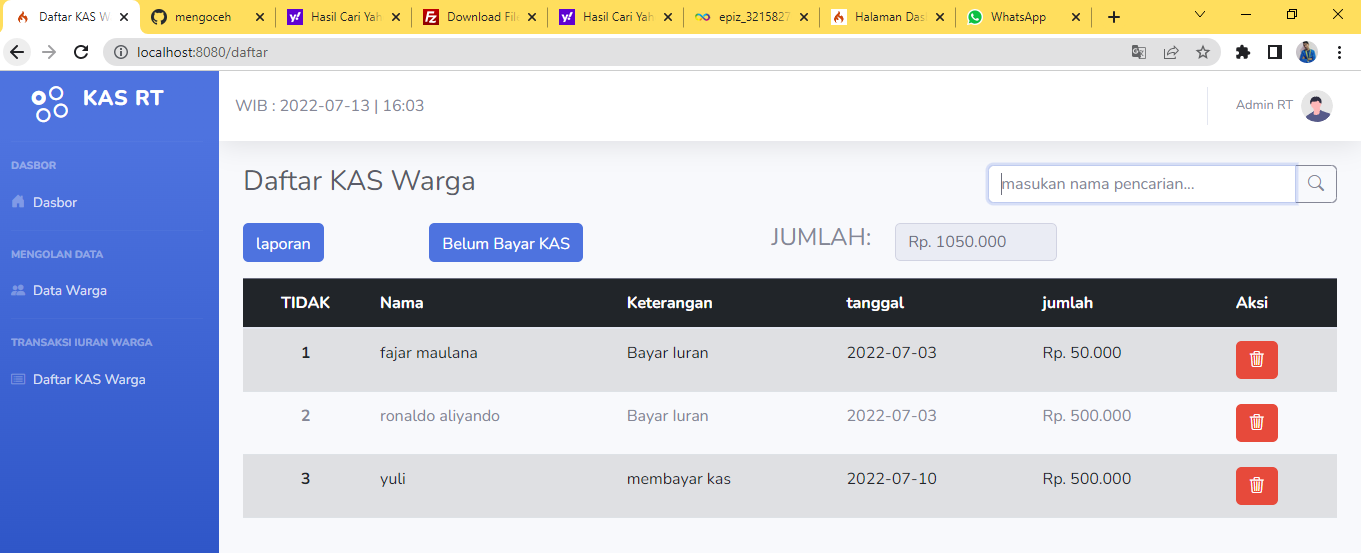 Daftar KAS W
mengoceh
Hasil Cari Yah
Download File
Hasil Cari Yah
epiz_3215827
Halaman Das
WhatsApp
localhost:8080/daftar
KAS RT
WIB : 2022-07-13 | 16:03
Admin RT
DASBOR
Dasbor
MENGOLAN DATA
Data Warga
TRANSAKSI IURAN WARGA
Daftar KAS Warga
Daftar KAS Warga
masukan nama pencarian...
laporan
Belum Bayar KAS
JUMLAH:
Rp. 1050.000
TIDAK Nama Keterangan tanggal jumlah Aksi
1 fajar maulana Bayar Iuran 2022-07-03 Rp. 50.000
2 ronaldo aliyando Bayar Iuran 2022-07-03 Rp. 500.000
3 yuli membayar kas 2022-07-10 Rp. 500.000